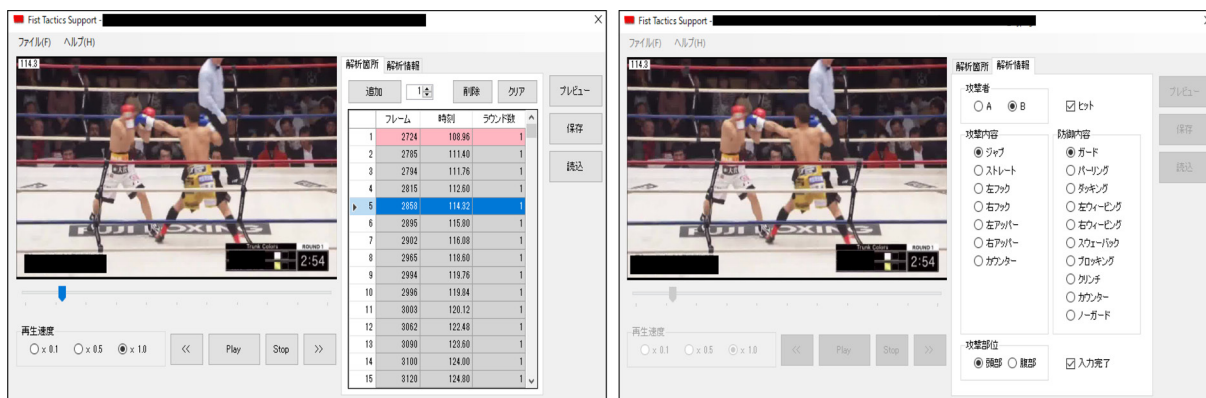 Fist Tactics Support -
X
ファイル(F) ヘルプ(H)
114.3
FUJI BOXING
Trunk Colors ROUND 1
2:54
再生速度
x 0.1 x 0.5 x 1.0
<< Play Stop >>
解析箇所 解析情報
追加 1 削除 クリア
フレーム 時刻 ラウンド数
1 2724 108.96 1
2 2785 111.40 1
3 2794 111.76 1
4 2815 112.60 1
5 2858 114.32 1
6 2895 115.80 1
7 2902 116.08 1
8 2965 118.60 1
9 2994 119.76 1
10 2996 119.84 1
11 3003 120.12 1
12 3062 122.48 1
13 3090 123.60 1
14 3100 124.00 1
15 3120 124.80 1
プレビュー
保存
読込
Fist Tactics Support -
ファイル(F) ヘルプ(H)
114.3
FUJI BOXING
Trunk Colors ROUND 1
2:54
再生速度
x 0.1 x 0.5 x 1.0
<< Play Stop >>
解析箇所 解析情報
攻撃者
A B
ヒット
攻撃内容
ジャブ
ストレート
左フック
右フック
左アッパー
右アッパー
カウンター
防御内容
ガード
パーリング
ダッキング
左ウィービング
右ウィービング
スウェーバック
ブロッキング
クリンチ
カウンター
ノーガード
攻撃部位
頭部 腹部
入力完了
プレビュー
保存
読込